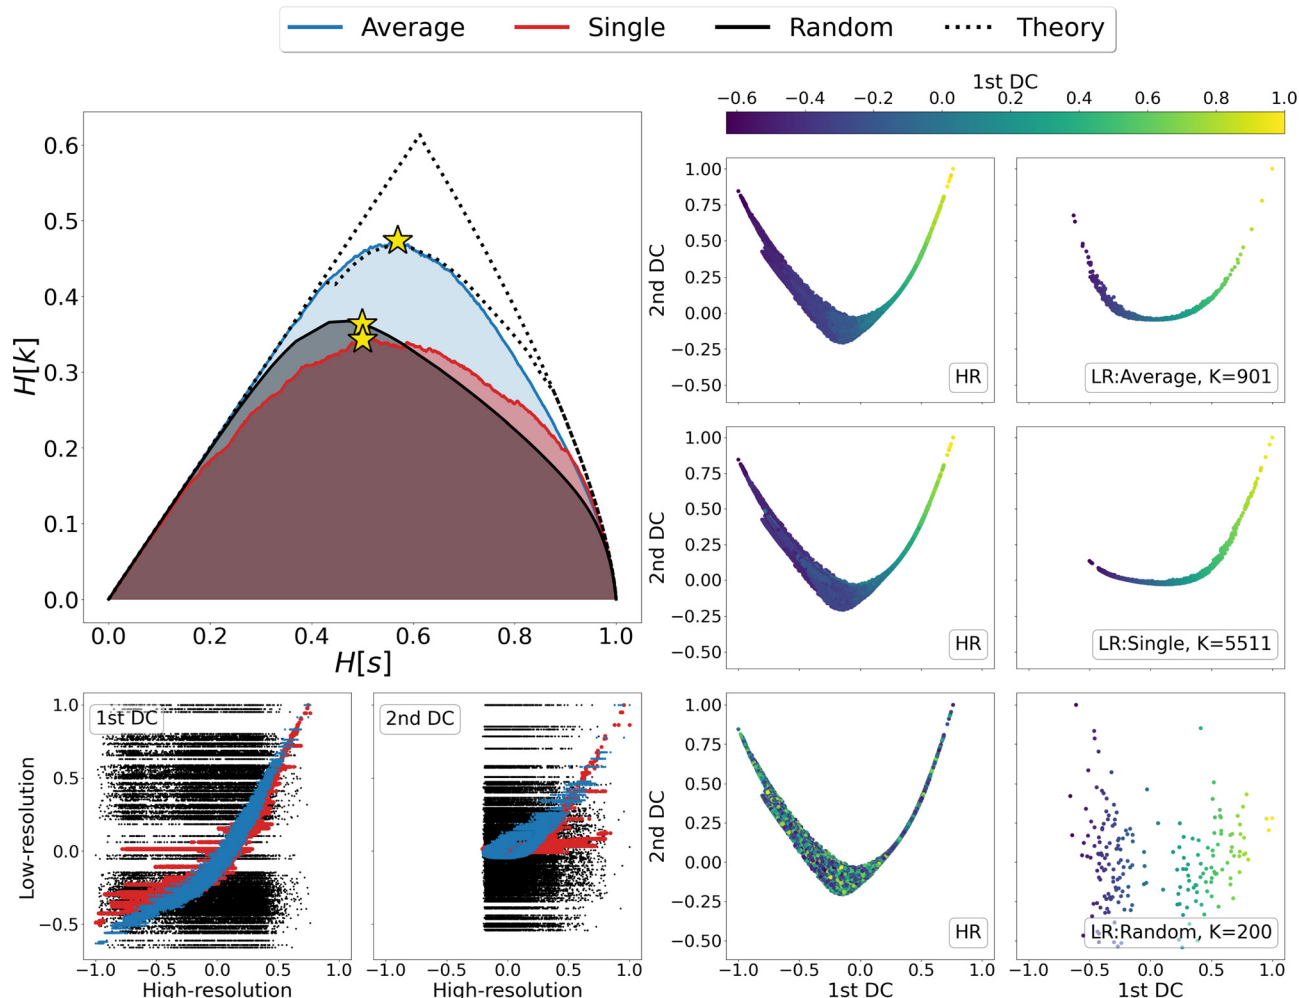 Average Single Random Theory
1st DC
−0.6 −0.4 −0.2 0.0 0.2 0.4 0.6 0.8 1.0
H[k]
0.6
0.5
0.4
0.3
0.2
0.1
0.0
0.0 0.2 0.4 0.6 0.8 1.0
H[s]
2nd DC
1.00
0.75
0.50
0.25
0.00
−0.25
−0.50
HR
LR:Average, K=901
2nd DC
1.00
0.75
0.50
0.25
0.00
−0.25
−0.50
HR
LR:Single, K=5511
Low-resolution
1.0
0.5
0.0
−0.5
1st DC
−1.0 −0.5 0.0 0.5 1.0
High-resolution
2nd DC
−1.0 −0.5 0.0 0.5 1.0
High-resolution
2nd DC
1.00
0.75
0.50
0.25
0.00
−0.25
−0.50
HR
−1.0 −0.5 0.0 0.5 1.0
1st DC
LR:Random, K=200
−1.0 −0.5 0.0 0.5 1.0
1st DC